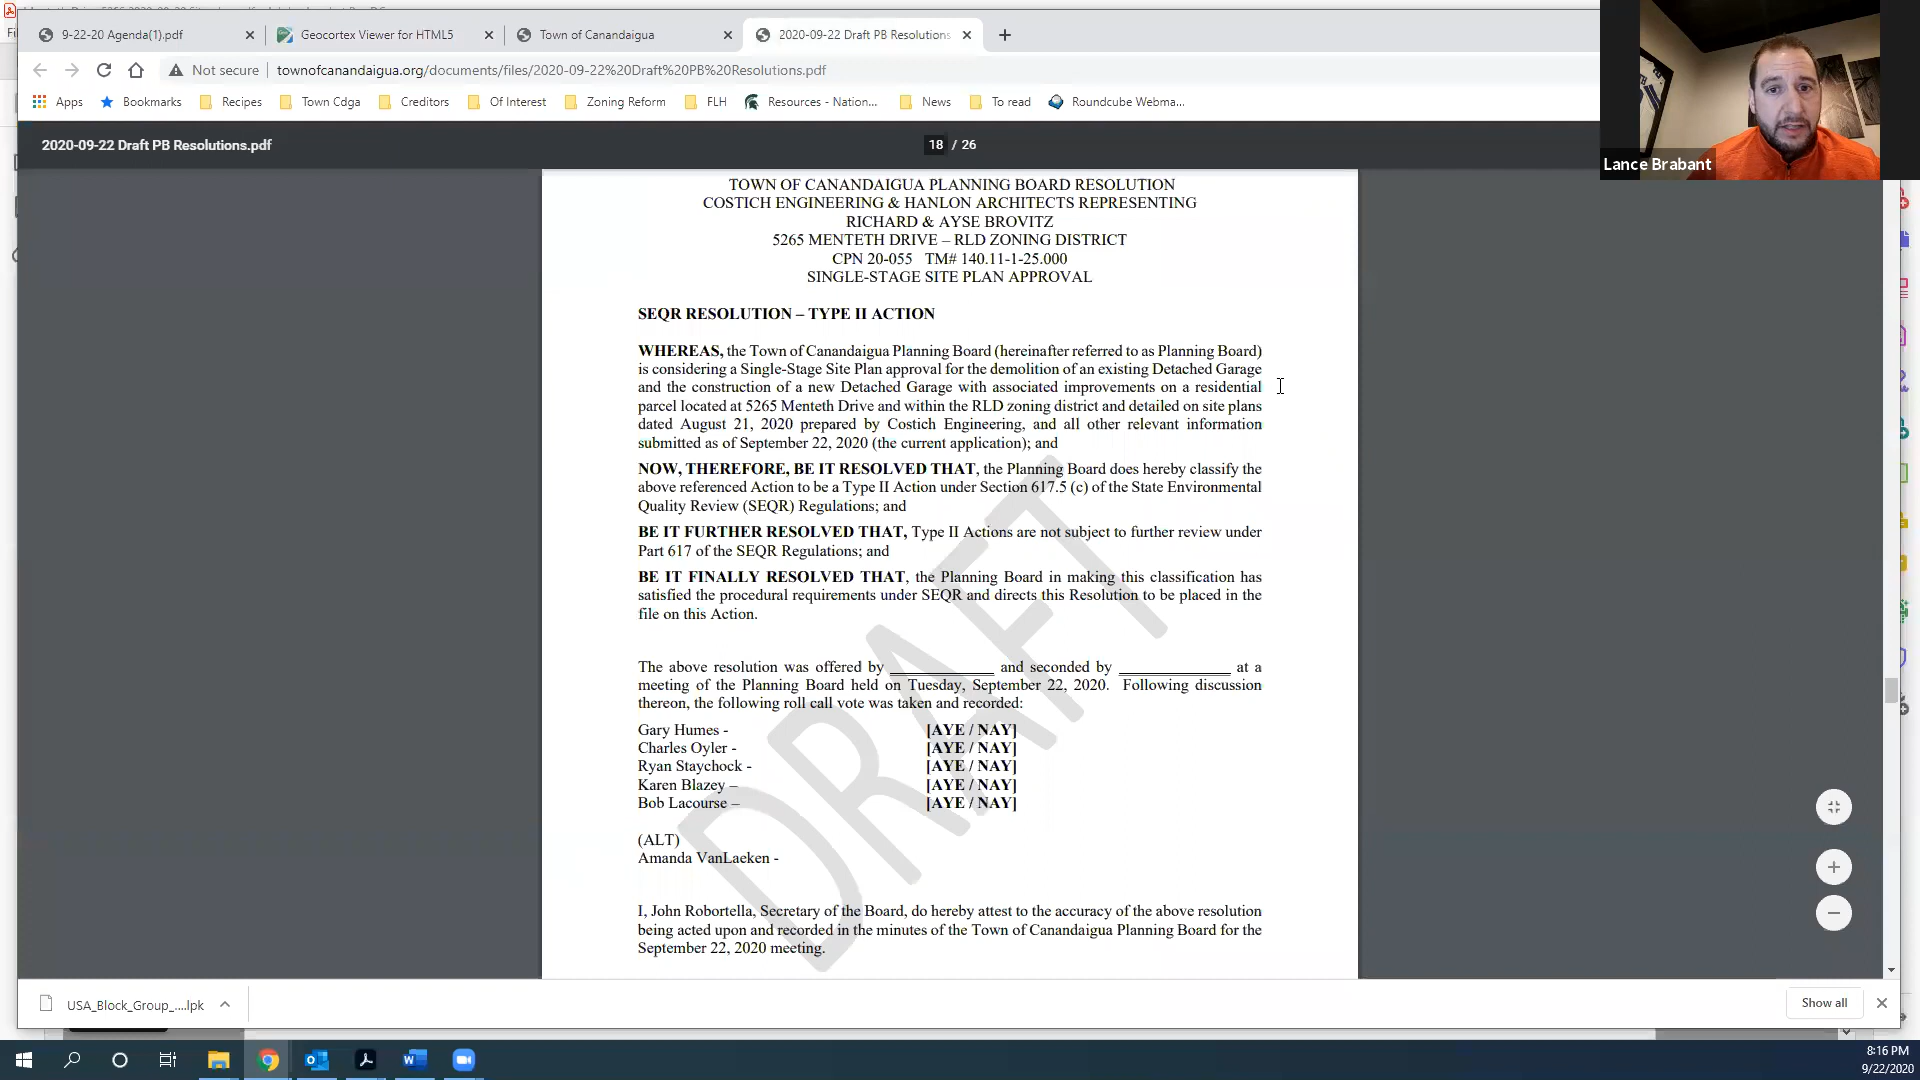 9-22-20 Agenda(1).pdf
Geocortex Viewer for HTML5
Town of Canandaigua
2020-09-22 Draft PB Resolutions
Not secure
townofcanandaigua.org/documents/files/2020-09-22%20Draft%20PB%20Resolutions.pdf
Apps
Bookmarks
Recipes
Town Cdga
Creditors
Of Interest
Zoning Reform
FLH
Resources - Nation...
News
To read
Roundcube Webma...
Lance Brabant
2020-09-22 Draft PB Resolutions.pdf
18 / 26
TOWN OF CANANDAIGUA PLANNING BOARD RESOLUTION
COSTICH ENGINEERING & HANLON ARCHITECTS REPRESENTING
RICHARD & AYSE BROVITZ
5265 MENTETH DRIVE – RLD ZONING DISTRICT
CPN 20-055 TM# 140.11-1-25.000
SINGLE-STAGE SITE PLAN APPROVAL
SEQR RESOLUTION – TYPE II ACTION
WHEREAS, the Town of Canandaigua Planning Board (hereinafter referred to as Planning Board)
is considering a Single-Stage Site Plan approval for the demolition of an existing Detached Garage
and the construction of a new Detached Garage with associated improvements on a residential
parcel located at 5265 Menteth Drive and within the RLD zoning district and detailed on site plans
dated August 21, 2020 prepared by Costich Engineering, and all other relevant information
submitted as of September 22, 2020 (the current application); and
NOW, THEREFORE, BE IT RESOLVED THAT, the Planning Board does hereby classify the
above referenced Action to be a Type II Action under Section 617.5 (c) of the State Environmental
Quality Review (SEQR) Regulations; and
BE IT FURTHER RESOLVED THAT, Type II Actions are not subject to further review under
Part 617 of the SEQR Regulations; and
BE IT FINALLY RESOLVED THAT, the Planning Board in making this classification has
satisfied the procedural requirements under SEQR and directs this Resolution to be placed in the
file on this Action.
The above resolution was offered by ______________ and seconded by _______________ at a
meeting of the Planning Board held on Tuesday, September 22, 2020. Following discussion
thereon, the following roll call vote was taken and recorded:
Gary Humes - [AYE / NAY]
Charles Oyler - [AYE / NAY]
Ryan Staychock - [AYE / NAY]
Karen Blazey – [AYE / NAY]
Bob Lacourse – [AYE / NAY]
(ALT)
Amanda VanLaeken -
I, John Robortella, Secretary of the Board, do hereby attest to the accuracy of the above resolution
being acted upon and recorded in the minutes of the Town of Canandaigua Planning Board for the
September 22, 2020 meeting.
DRAFT
USA_Block_Group_....lpk
Show all
8:16 PM
9/22/2020